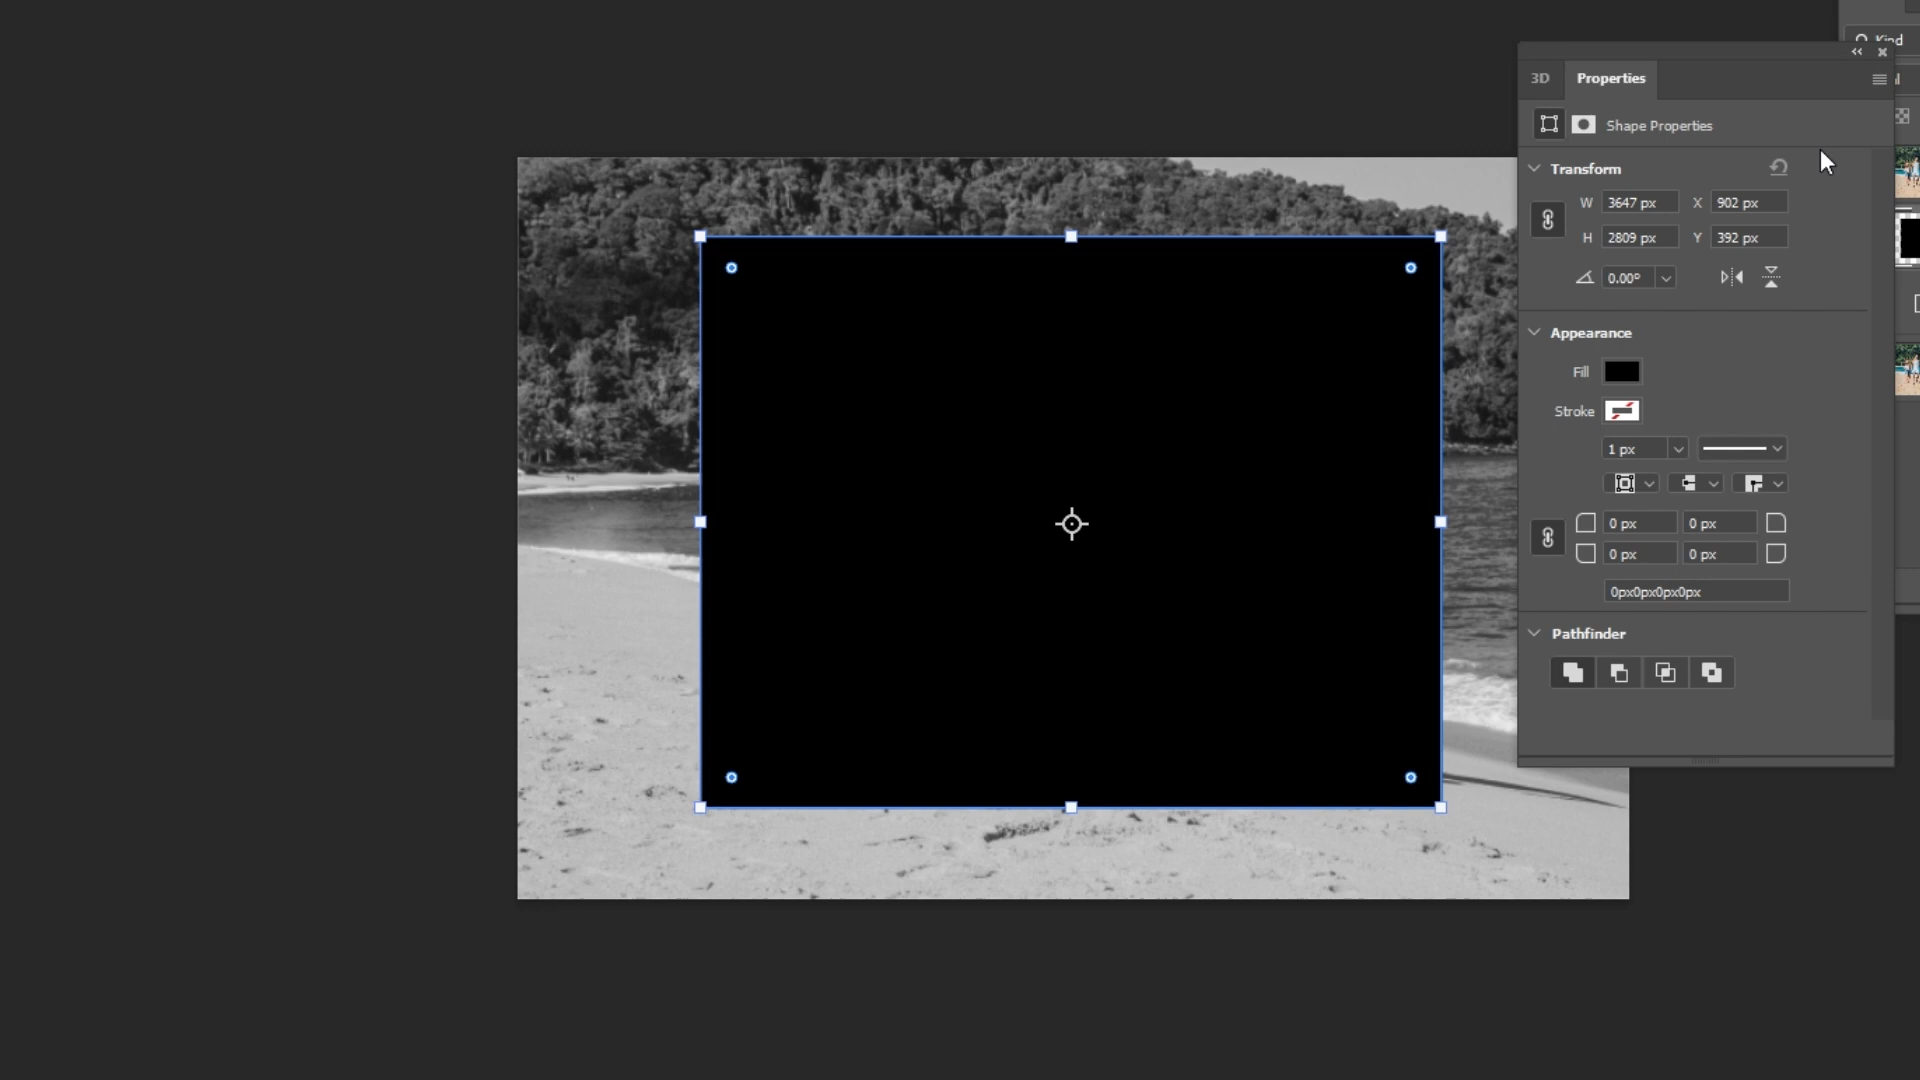 Kind
3D Properties
Shape Properties
Transform
W 3647 px X 902 px
H 2809 px Y 392 px
0.00°
Appearance
Fill
Stroke
1 px
0 px 0 px
0 px 0 px
0px0px0px0px
Pathfinder